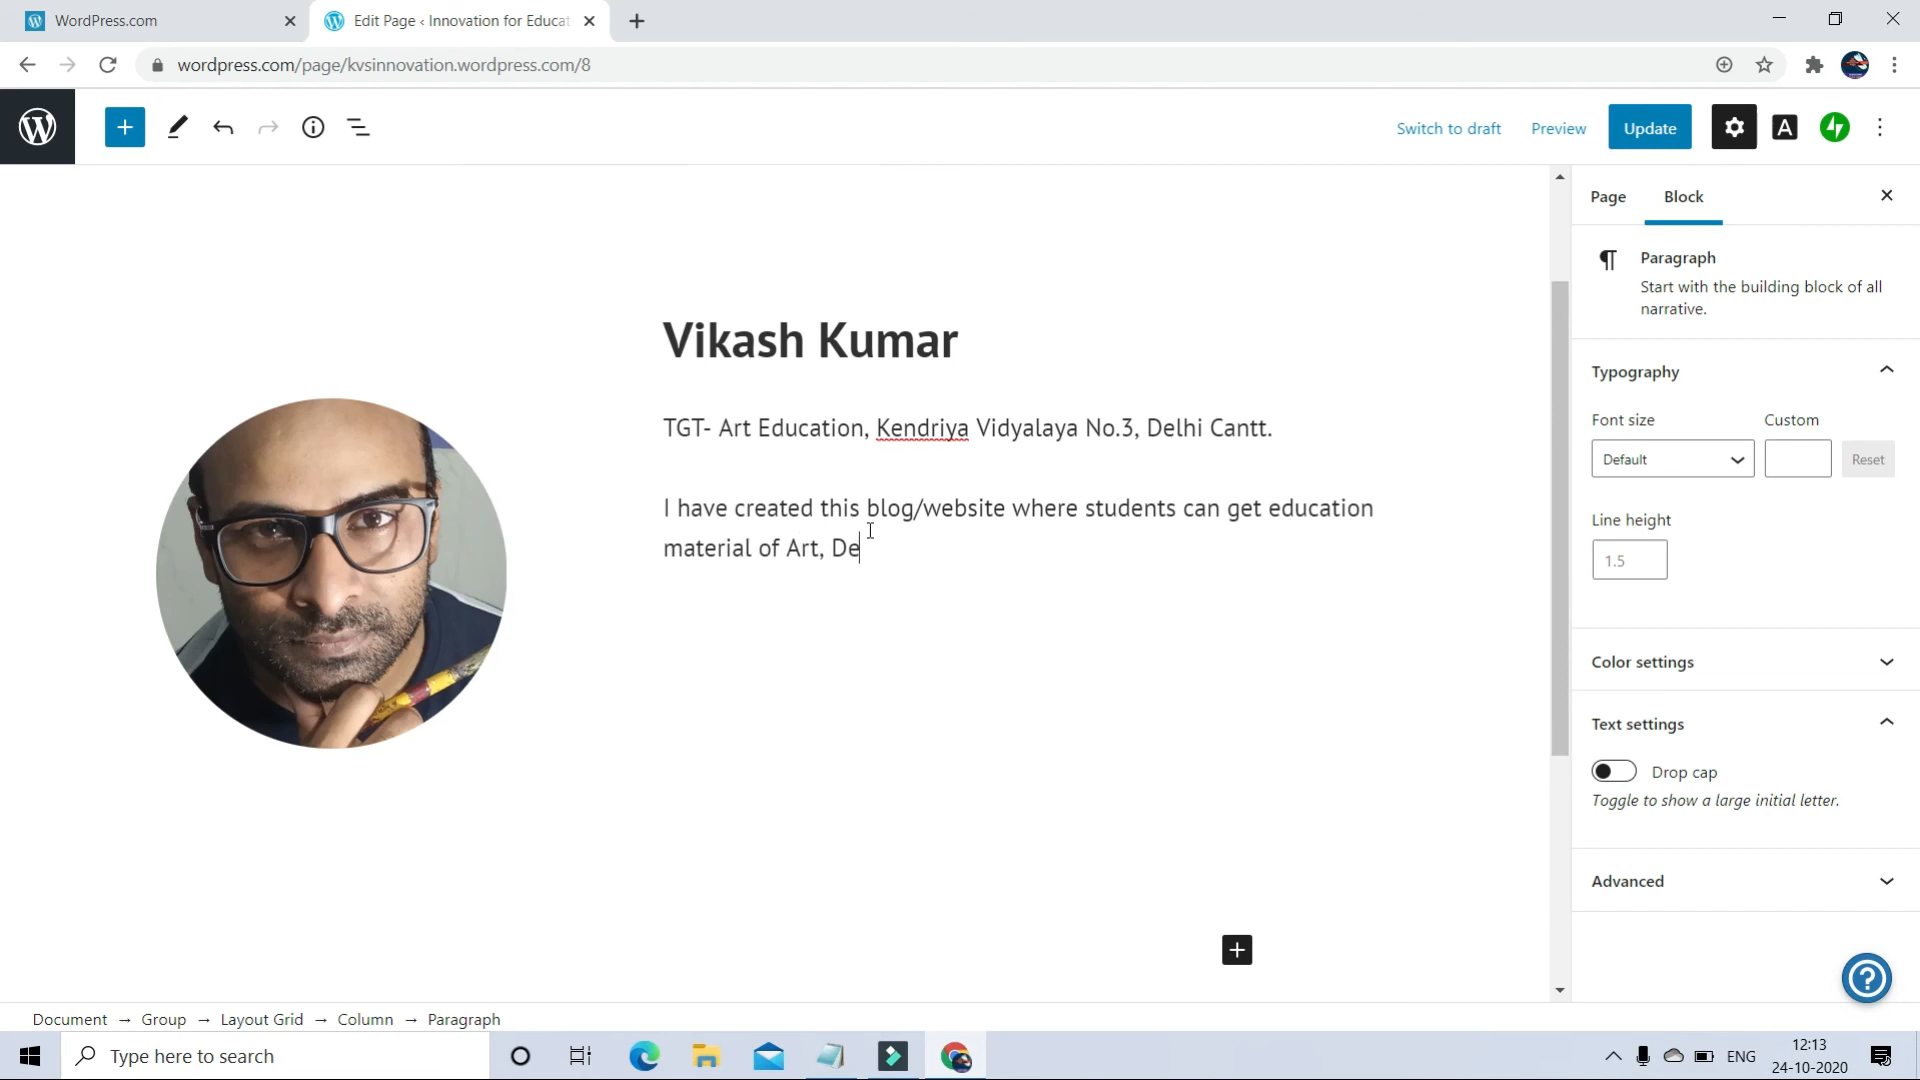 WordPress.com
Edit Page ‹ Innovation for Educat
wordpress.com/page/kvsinnovation.wordpress.com/8
Switch to draft
Preview
Update
A
Page
Block
Paragraph
Start with the building block of all
narrative.
Typography
Font size
Custom
Default
Reset
Line height
1.5
Color settings
Text settings
Drop cap
Toggle to show a large initial letter.
Advanced
Vikash Kumar
TGT- Art Education, Kendriya Vidyalaya No.3, Delhi Cantt.
I have created this blog/website where students can get education
material of Art, De
Document → Group → Layout Grid → Column → Paragraph
Type here to search
ENG
12:13
24-10-2020